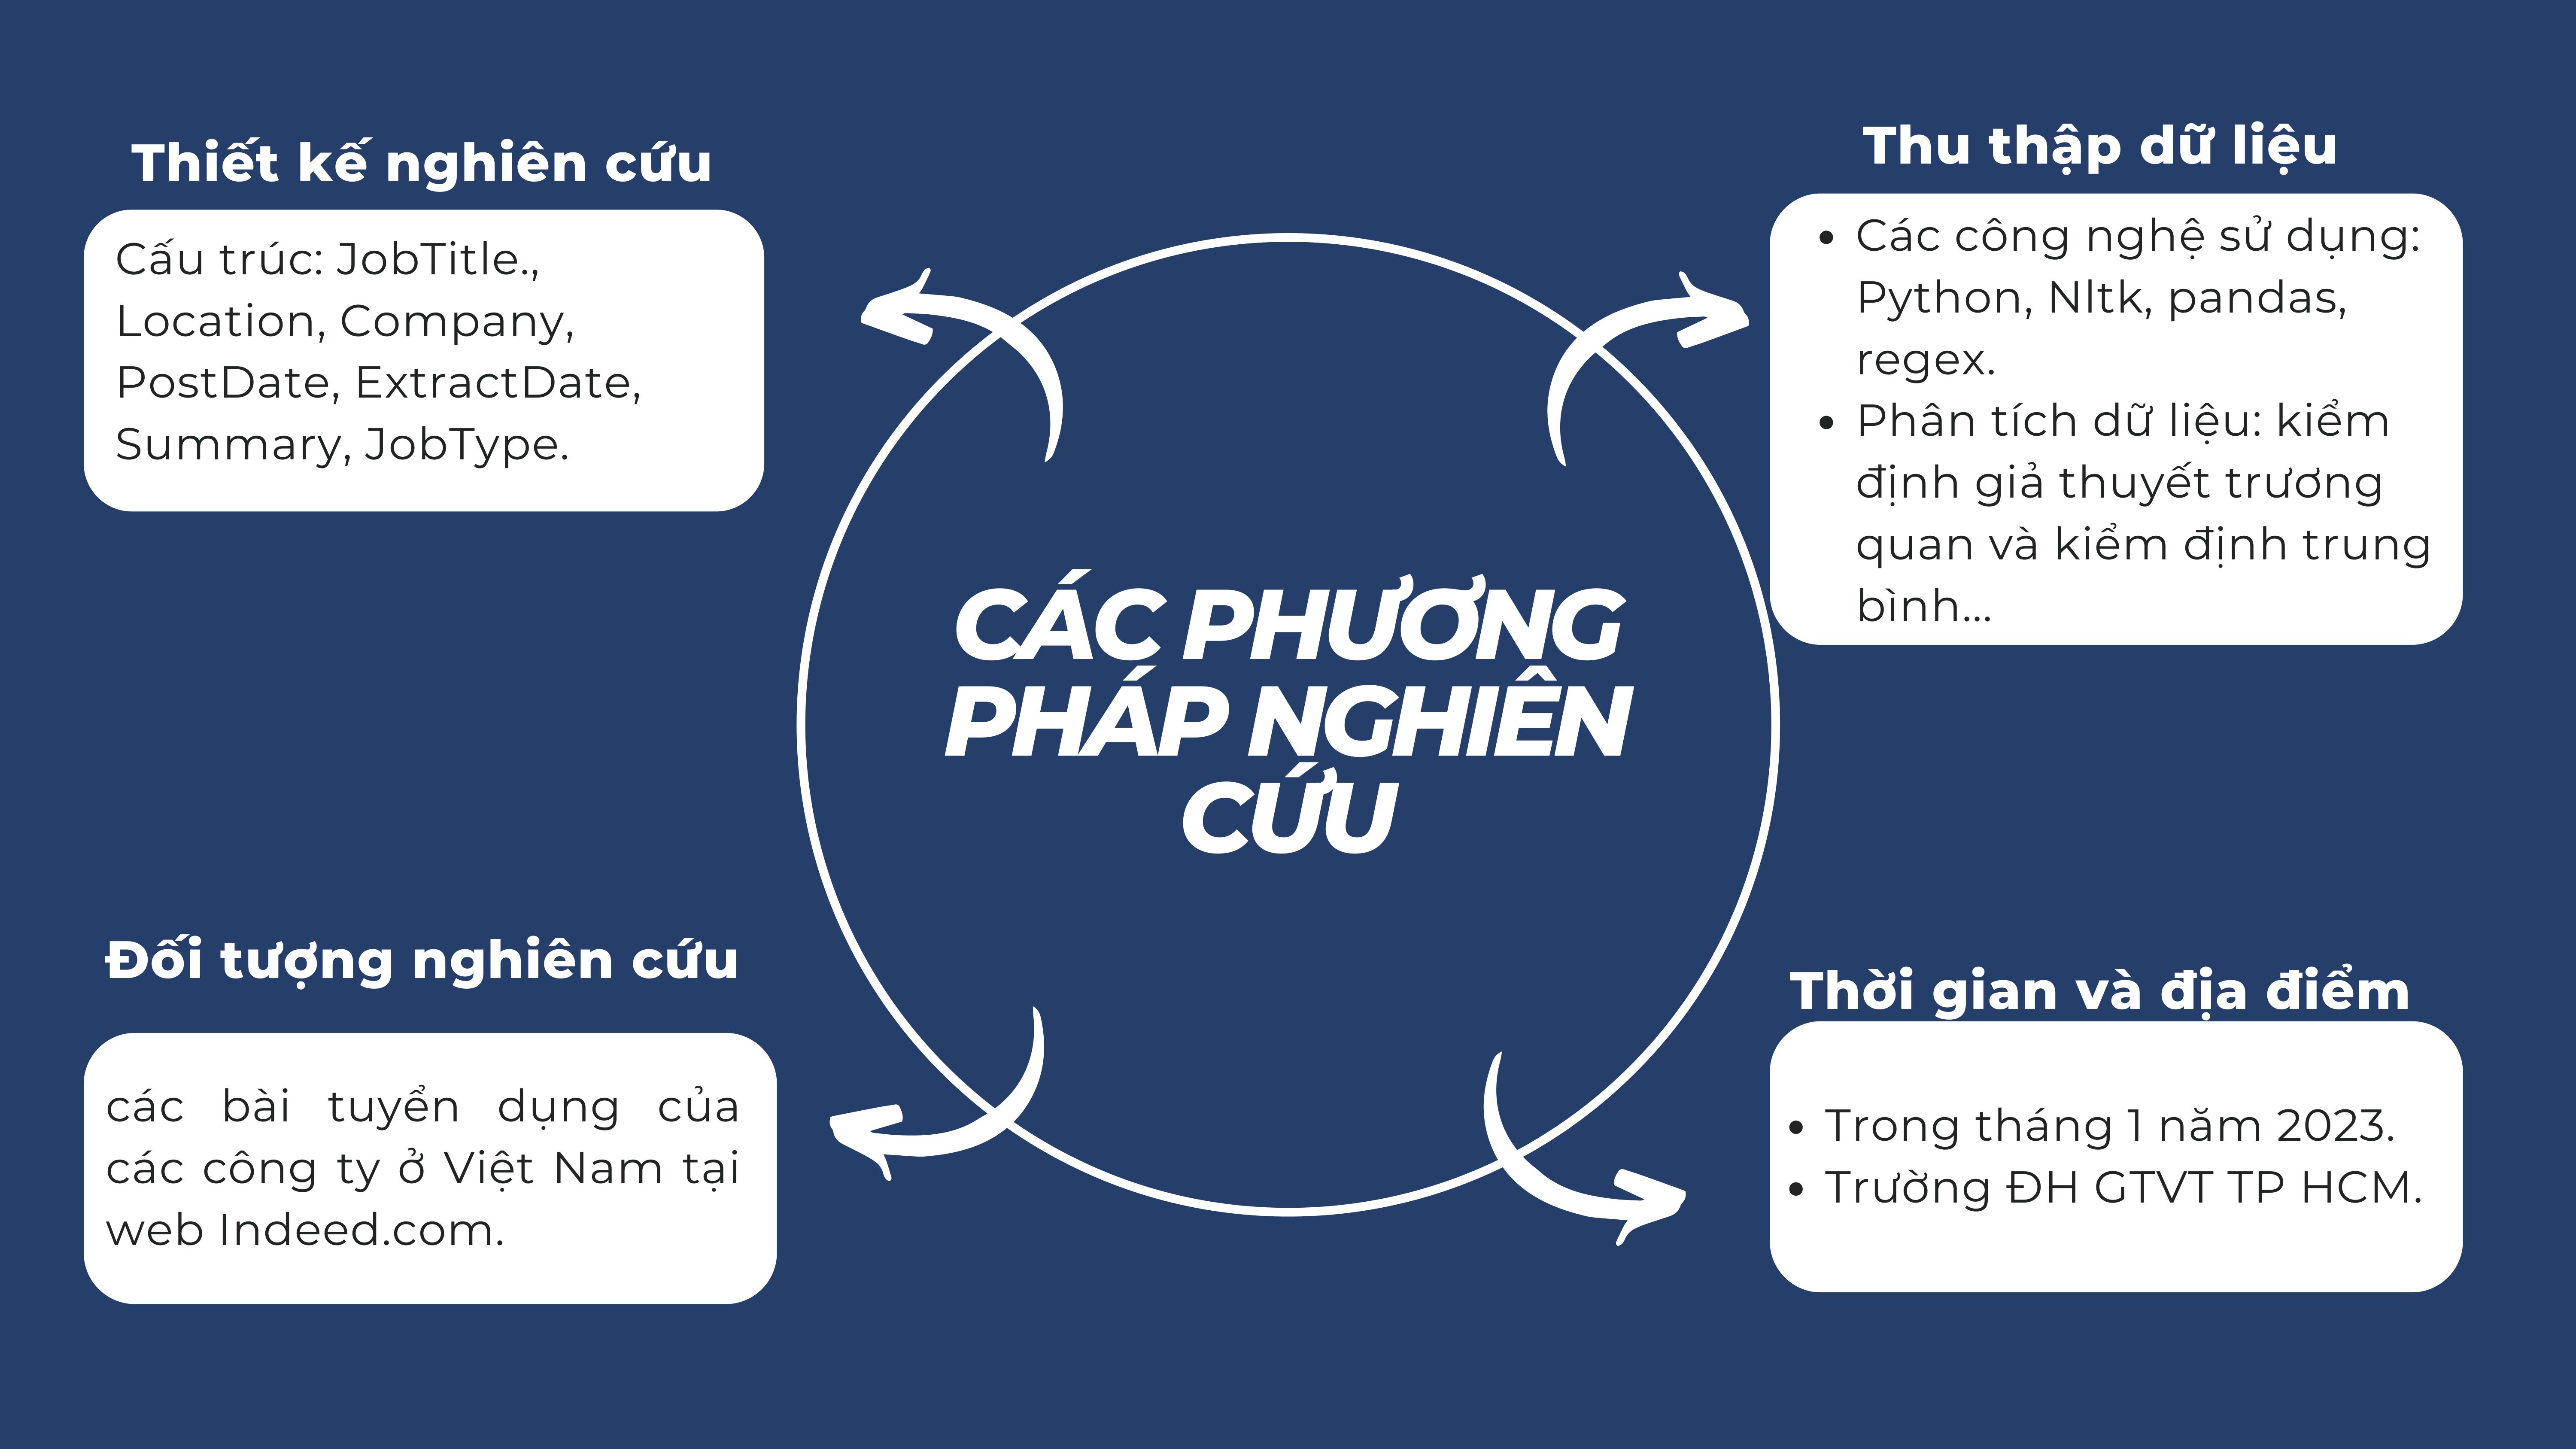 Thiết kế nghiên cứu
Cấu trúc: JobTitle.,
Location, Company,
PostDate, ExtractDate,
Summary, JobType.
Thu thập dữ liệu
• Các công nghệ sử dụng:
Python, Nltk, pandas,
regex.
• Phân tích dữ liệu: kiểm
định giả thuyết trương
quan và kiểm định trung
bình...
CÁC PHƯƠNG
PHÁP NGHIÊN
CỨU
Đối tượng nghiên cứu
các bài tuyển dụng của
các công ty ở Việt Nam tại
web Indeed.com.
Thời gian và địa điểm
• Trong tháng 1 năm 2023.
• Trường ĐH GTVT TP HCM.